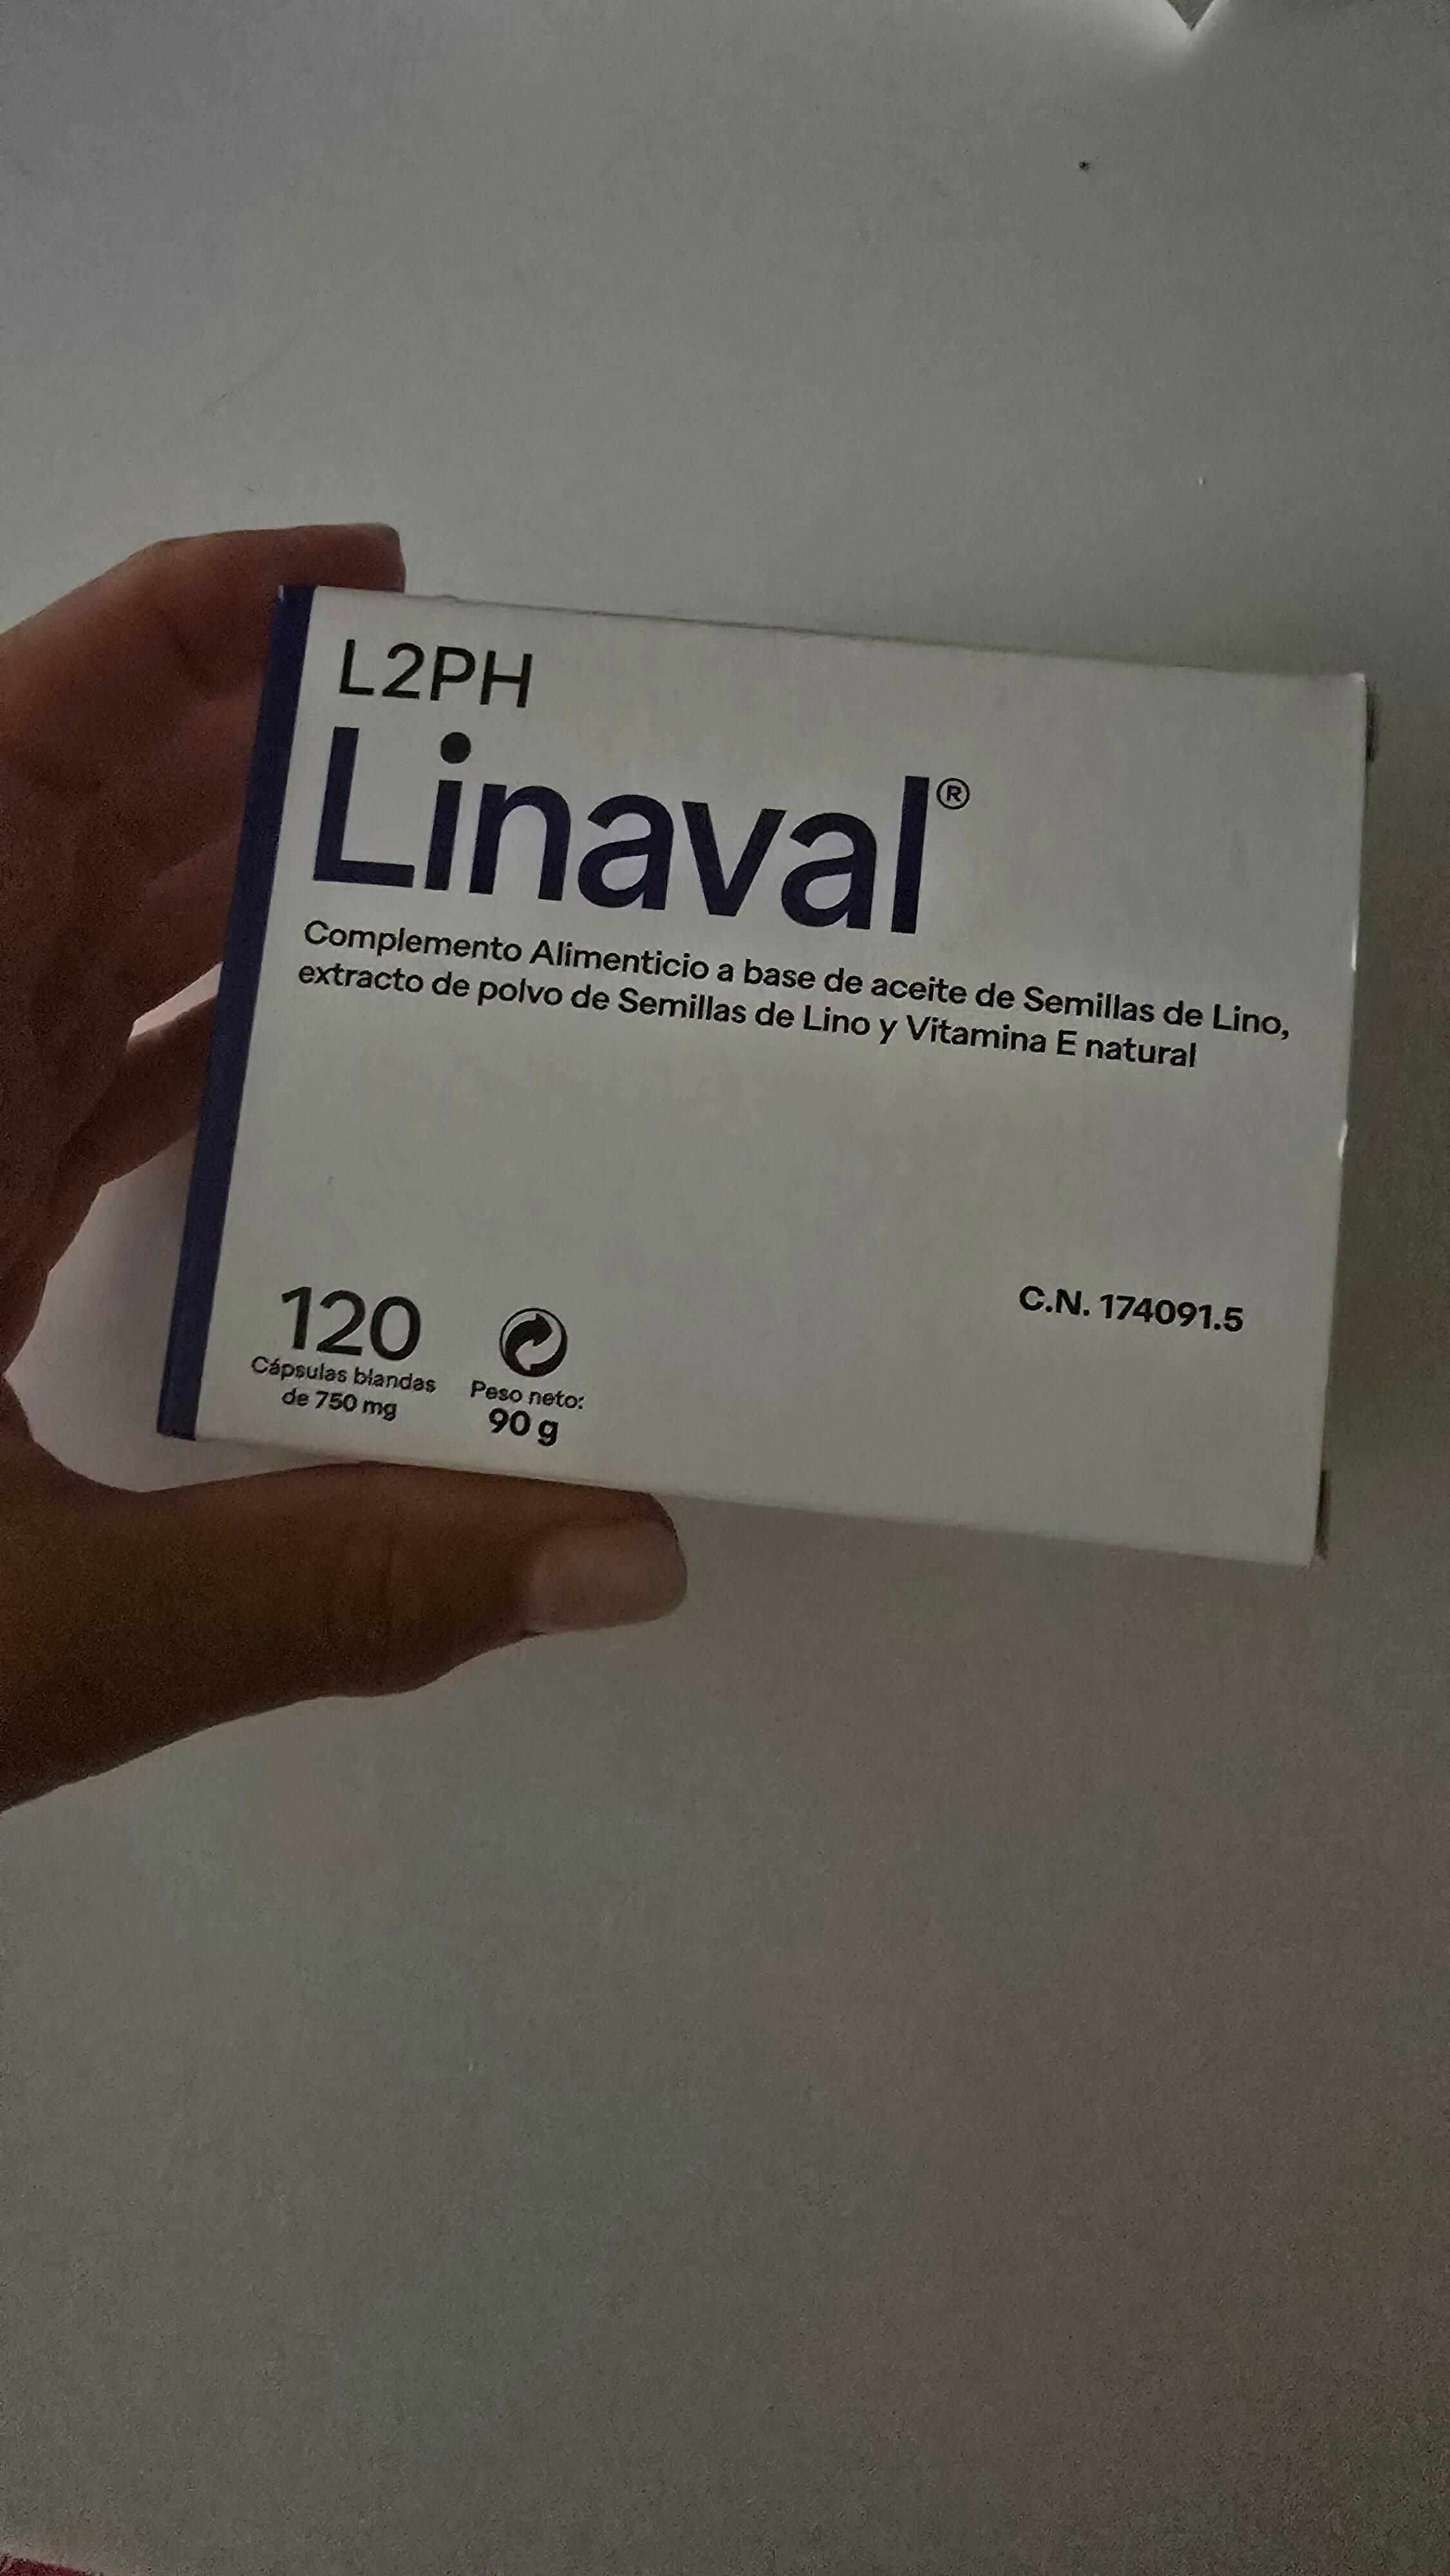 L2PH
Linaval®
Complemento Alimenticio a base de aceite de Semillas de Lino,
extracto de polvo de Semillas de Lino y Vitamina E natural
C.N. 174091.5
120
Cápsulas blandas
de 750 mg
Peso neto:
90 g